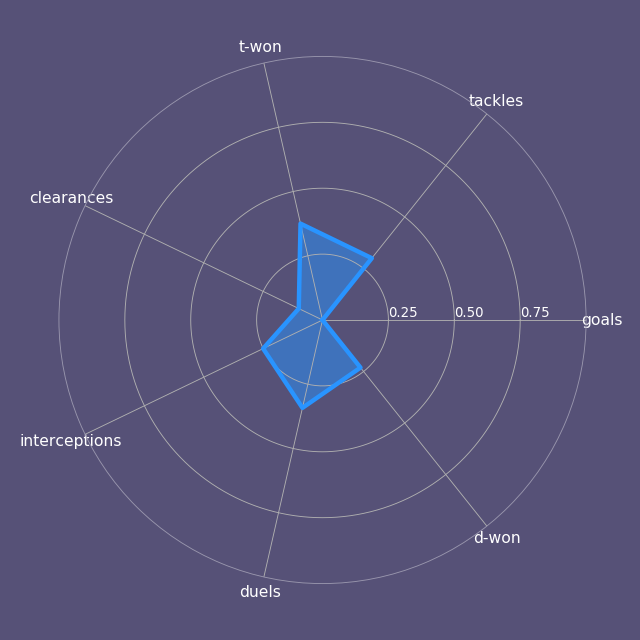 t-won
tackles
clearances
0.25 0.50 0.75
goals
interceptions
d-won
duels